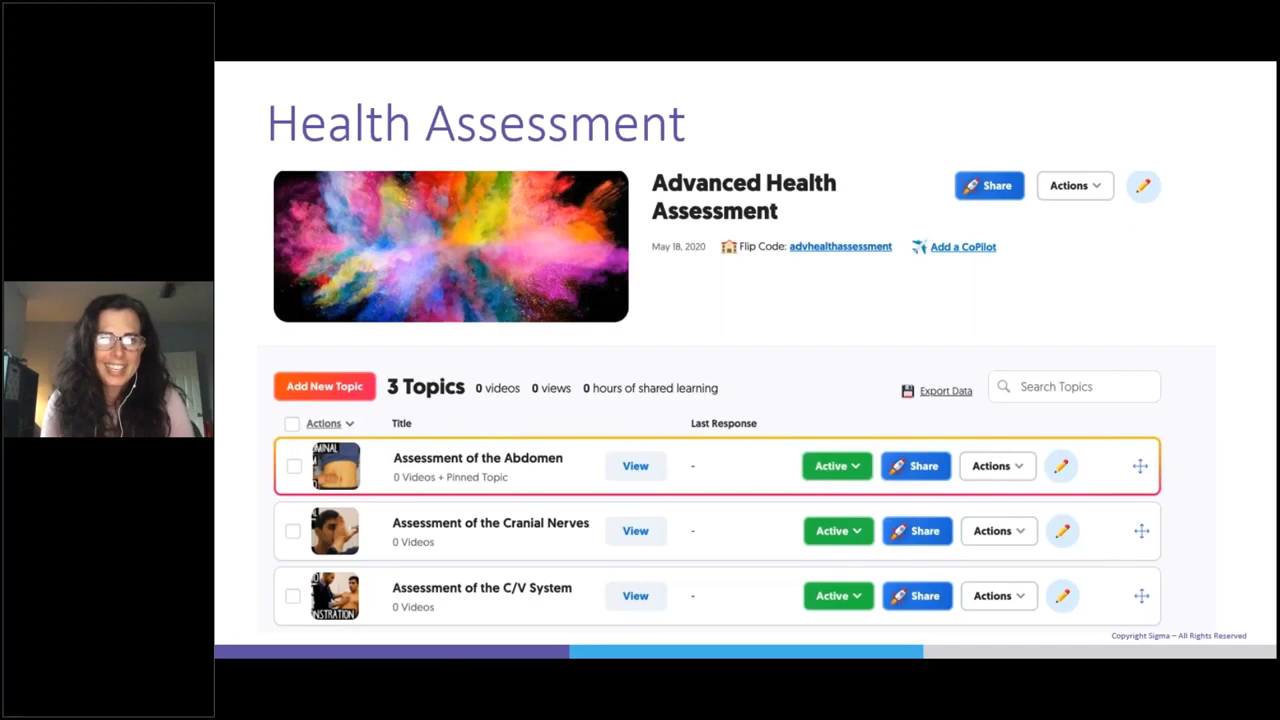 Health Assessment
Advanced Health
Assessment
Share
Actions
May 18, 2020
Flip Code: advhealthassessment
Add a CoPilot
Add New Topic
3 Topics
0 videos
0 views
0 hours of shared learning
Export Data
Search Topics
Actions
Title
Last Response
MINAL
Assessment of the Abdomen
0 Videos + Pinned Topic
View
-
Active
Share
Actions
Assessment of the Cranial Nerves
0 Videos
View
-
Active
Share
Actions
NSTRATION
Assessment of the C/V System
0 Videos
View
-
Active
Share
Actions
Copyright Sigma – All Rights Reserved